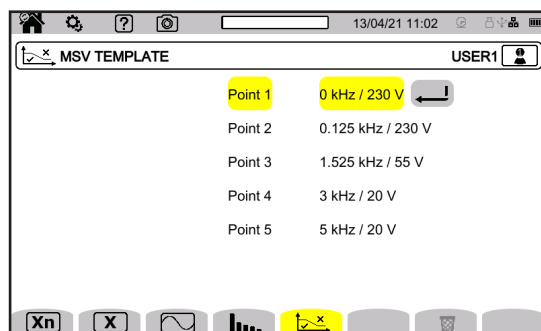 ? 13/04/21 11:02
MSV TEMPLATE USER1
Point 1 0 kHz / 230 V
Point 2 0.125 kHz / 230 V
Point 3 1.525 kHz / 55 V
Point 4 3 kHz / 20 V
Point 5 5 kHz / 20 V
Xn X